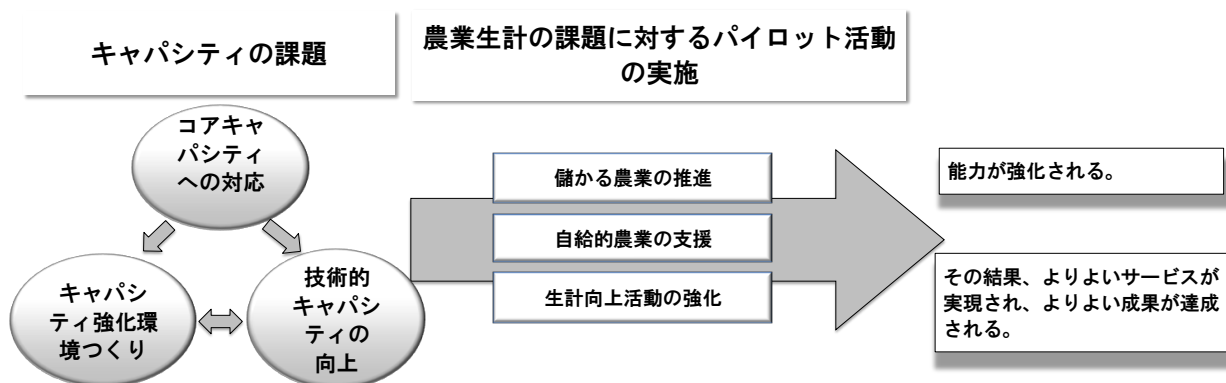 キャパシティの課題
農業生計の課題に対するパイロット活動
の実施
コアキャ
パシティ
への対応
キャパシ
ティ強化環
境つくり
技術的
キャパシ
ティの
向上
儲かる農業の推進
自給的農業の支援
生計向上活動の強化
能力が強化される。
その結果、よりよいサービスが
実現され、よりよい成果が達成
される。